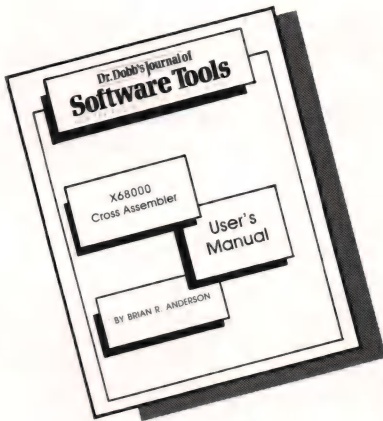 Dr. Dobb's Journal of
Software Tools
X68000
Cross Assembler
User's
Manual
BY BRIAN R. ANDERSON